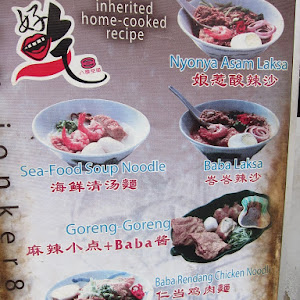 inherited
home-cooked
recipe
Nyonya Asam Laksa
娘惹酸辣沙
Sea-Food Soup Noodle
海鲜清汤麵
Baba Laksa
峇峇辣沙
Goreng-Goreng
麻辣小点+Baba酱
Baba Rendang Chicken Noodle
仁当鸡肉麵
jonker8